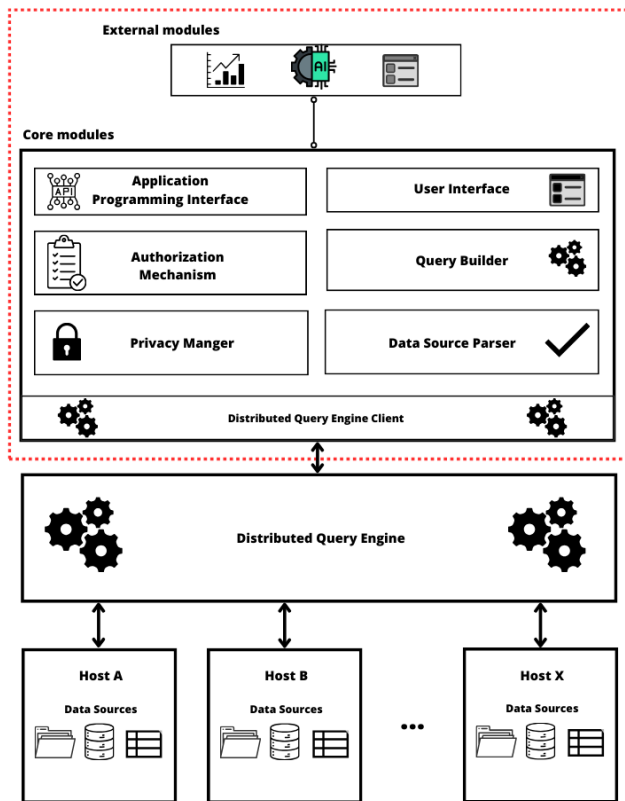 External modules
AI
Core modules
API
Application
Programming Interface
User Interface
Authorization
Mechanism
Query Builder
Privacy Manger
Data Source Parser
Distributed Query Engine Client
Distributed Query Engine
Host A
Data Sources
Host B
Data Sources
...
Host X
Data Sources